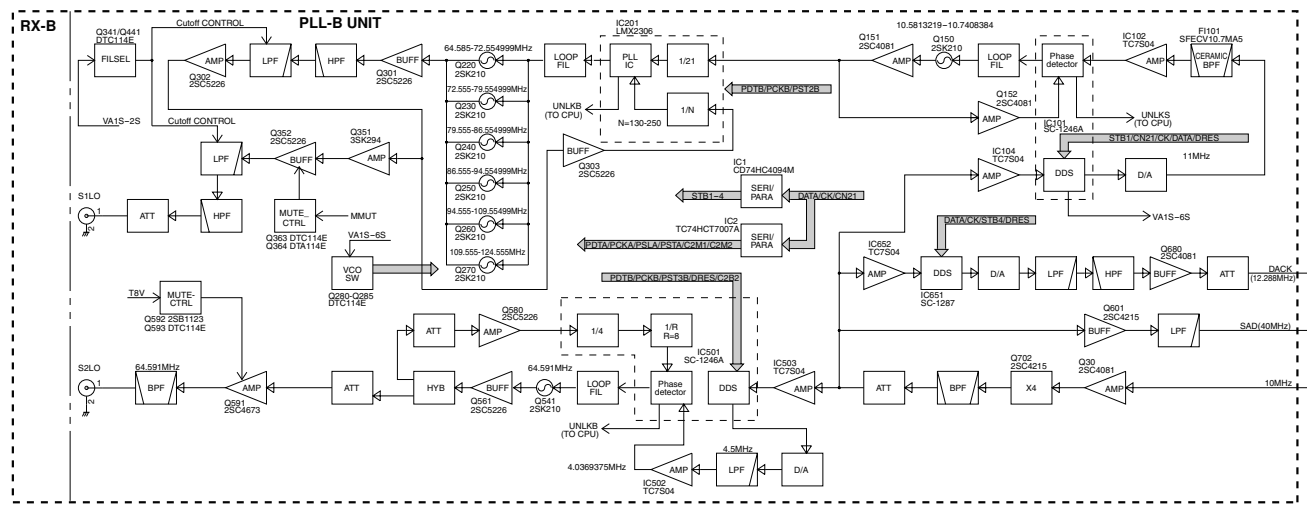 RX-B
PLL-B UNIT
Q341/Q441
DTC114E
FILSEL
Cutoff CONTROL
AMP
Q302
2SC5226
LPF
HPF
BUFF
Q301
2SC5226
VA1S-2S
Cutoff CONTROL
LPF
Q352
2SC5226
BUFF
Q351
3SK294
AMP
S1LO
1
2
ATT
HPF
MUTE_
CTRL
MMUT
Q363 DTC114E
Q364 DTA114E
VA1S-6S
VCO
SW
Q280-Q285
DTC114E
64.585-72.554999MHz
Q220
2SK210
72.555-79.554999MHz
Q230
2SK210
79.555-86.554999MHz
Q240
2SK210
86.555-94.554999MHz
Q250
2SK210
94.555-109.554999MHz
Q260
2SK210
109.555-124.555MHz
Q270
2SK210
LOOP
FIL
IC201
LMX2306
PLL
IC
1/21
1/N
UNLKB
(TO CPU)
N=130-250
PDTB/PCKB/PST2B
BUFF
Q303
2SC5226
10.5813219-10.7408384
Q151
2SC4081
AMP
Q150
2SK210
LOOP
FIL
Phase
detector
IC102
TC7S04
AMP
FI101
SFECV10.7MA5
CERAMIC
BPF
Q152
2SC4081
AMP
UNLKS
(TO CPU)
IC101
SC-1246A
STB1/CN21/CK/DATA/DRES
IC104
TC7S04
AMP
DDS
D/A
11MHz
VA1S-6S
IC1
CD74HC4094M
SERI/
PARA
STB1-4
DATA/CK/CN21
IC2
TC74HCT7007A
SERI/
PARA
PDTA/PCKA/PSLA/PSTA/C2M1/C2M2
PDTB/PCKB/PST3B/DRES/C2B2
DATA/CK/STB4/DRES
IC652
TC7S04
AMP
DDS
IC651
SC-1287
D/A
LPF
HPF
Q680
2SC4081
BUFF
ATT
DACK
(12.288MHz)
Q601
2SC4215
BUFF
LPF
SAD(40MHz)
T8V
MUTE-
CTRL
Q592 2SB1123
Q593 DTC114E
S2LO
1
2
64.591MHz
BPF
AMP
Q591
2SC4673
ATT
ATT
HYB
Q580
2SC5226
AMP
BUFF
Q561
2SC5226
64.591MHz
Q541
2SK210
LOOP
FIL
1/4
1/R
R=8
IC501
SC-1246A
Phase
detector
DDS
IC503
TC7S04
AMP
ATT
BPF
Q702
2SC4215
X4
Q30
2SC4081
AMP
10MHz
UNLKB
(TO CPU)
4.0369375MHz
AMP
IC502
TC7S04
4.5MHz
LPF
D/A